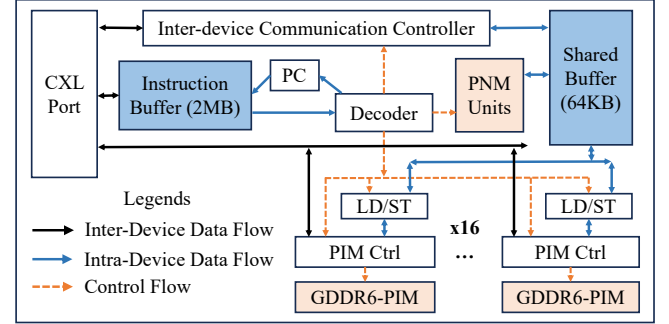 Inter-device Communication Controller
CXL
Port
Instruction
Buffer (2MB)
PC
Decoder
PNM
Units
Shared
Buffer
(64KB)
Legends
Inter-Device Data Flow
Intra-Device Data Flow
Control Flow
LD/ST
x16
LD/ST
PIM Ctrl
...
PIM Ctrl
GDDR6-PIM
GDDR6-PIM